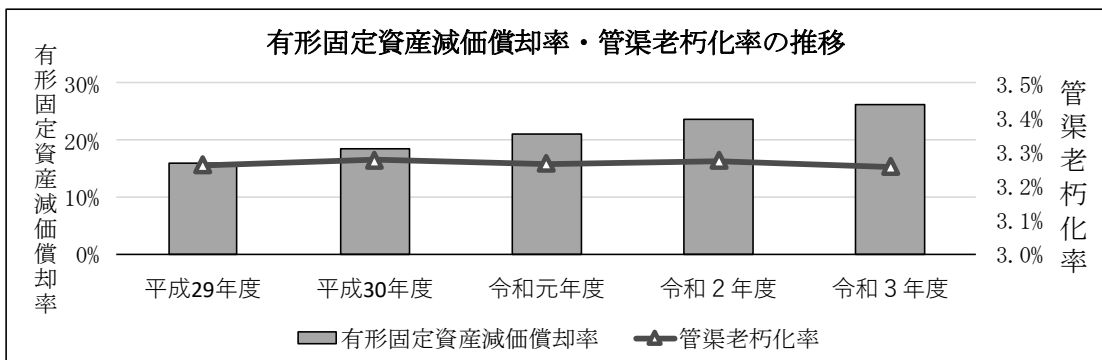 有形固定資産減価償却率・管渠老朽化率の推移
有形固定資産減価償却率
30%
20%
10%
0%
3.5%
3.4%
3.3%
3.2%
3.1%
3.0%
管渠老朽化率
平成29年度 平成30年度 令和元年度 令和２年度 令和３年度
有形固定資産減価償却率 管渠老朽化率